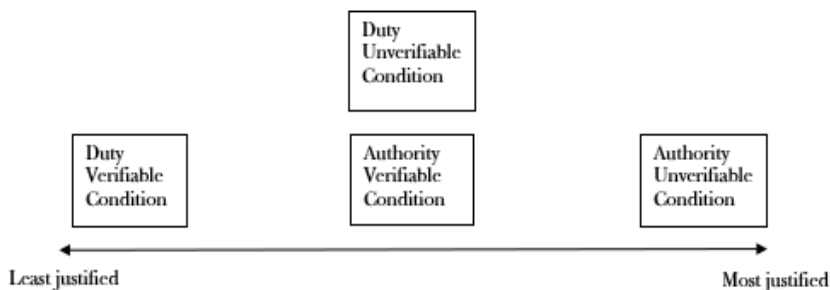 Duty
Unverifiable
Condition
Duty
Verifiable
Condition
Authority
Verifiable
Condition
Authority
Unverifiable
Condition
Least justified
Most justified